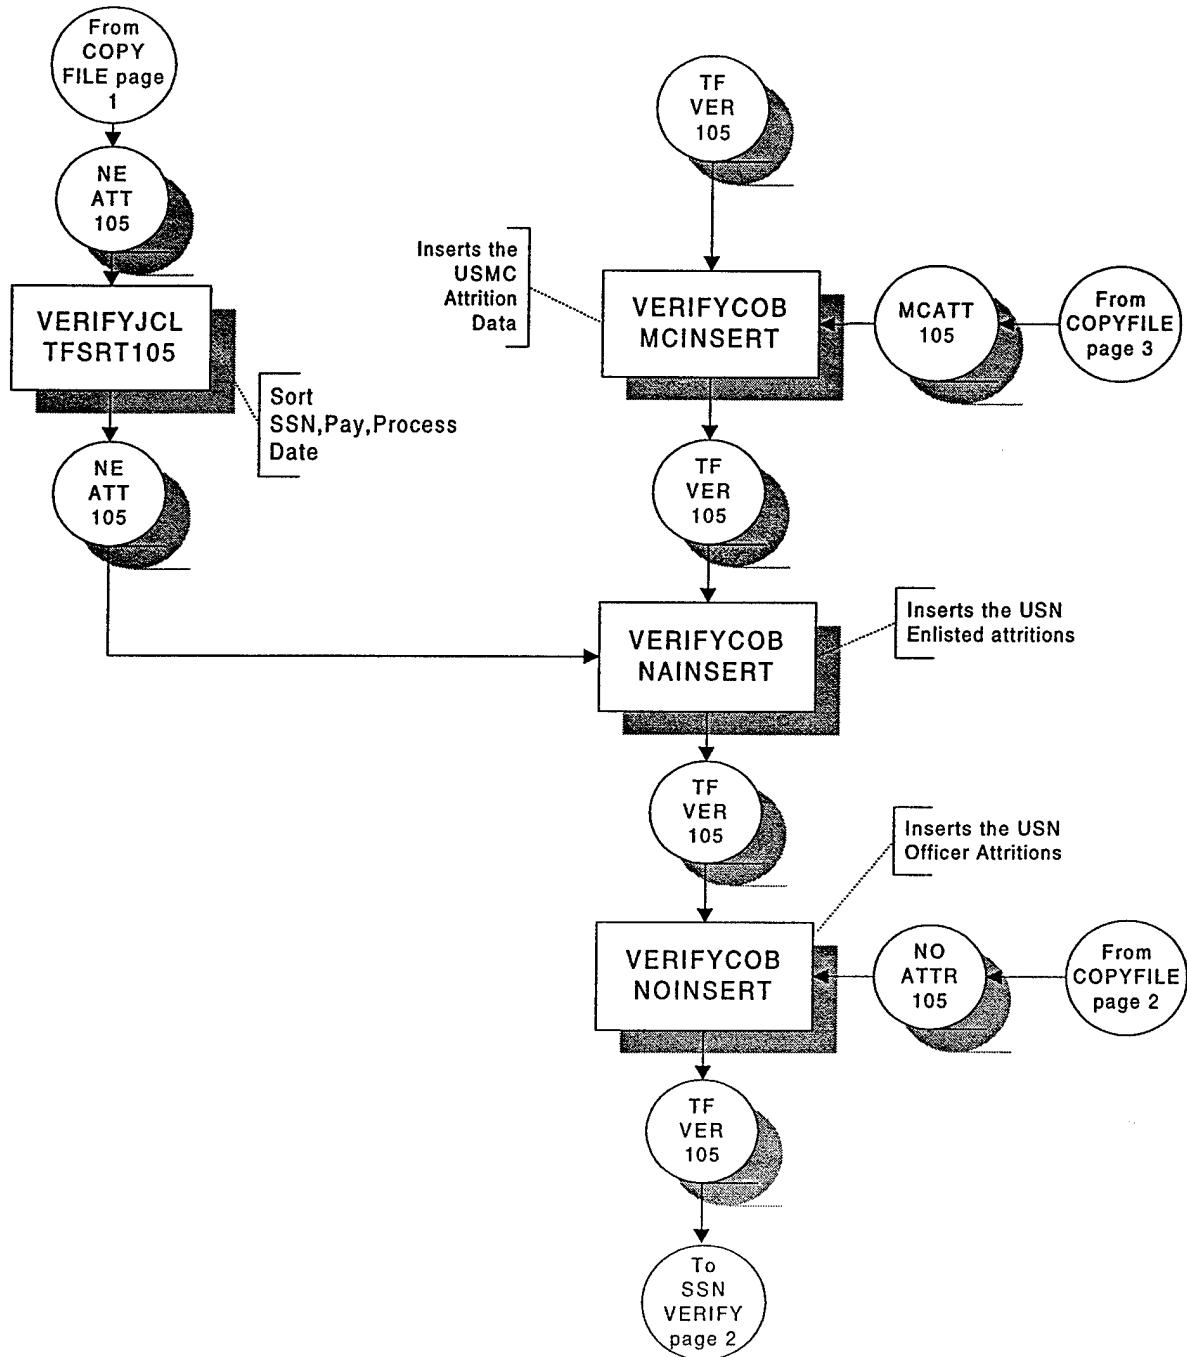 From
COPY
FILE page
1
NE
ATT
105
VERIFYJCL
TFSRT105
Sort
SSN,Pay,Process
Date
NE
ATT
105
TF
VER
105
Inserts the
USMC
Attrition
Data
VERIFYCOB
MCINSERT
MCATT
105
From
COPYFILE
page 3
TF
VER
105
VERIFYCOB
NAINSERT
Inserts the USN
Enlisted attritions
TF
VER
105
Inserts the USN
Officer Attritions
VERIFYCOB
NOINSERT
NO
ATTR
105
From
COPYFILE
page 2
TF
VER
105
To
SSN
VERIFY
page 2